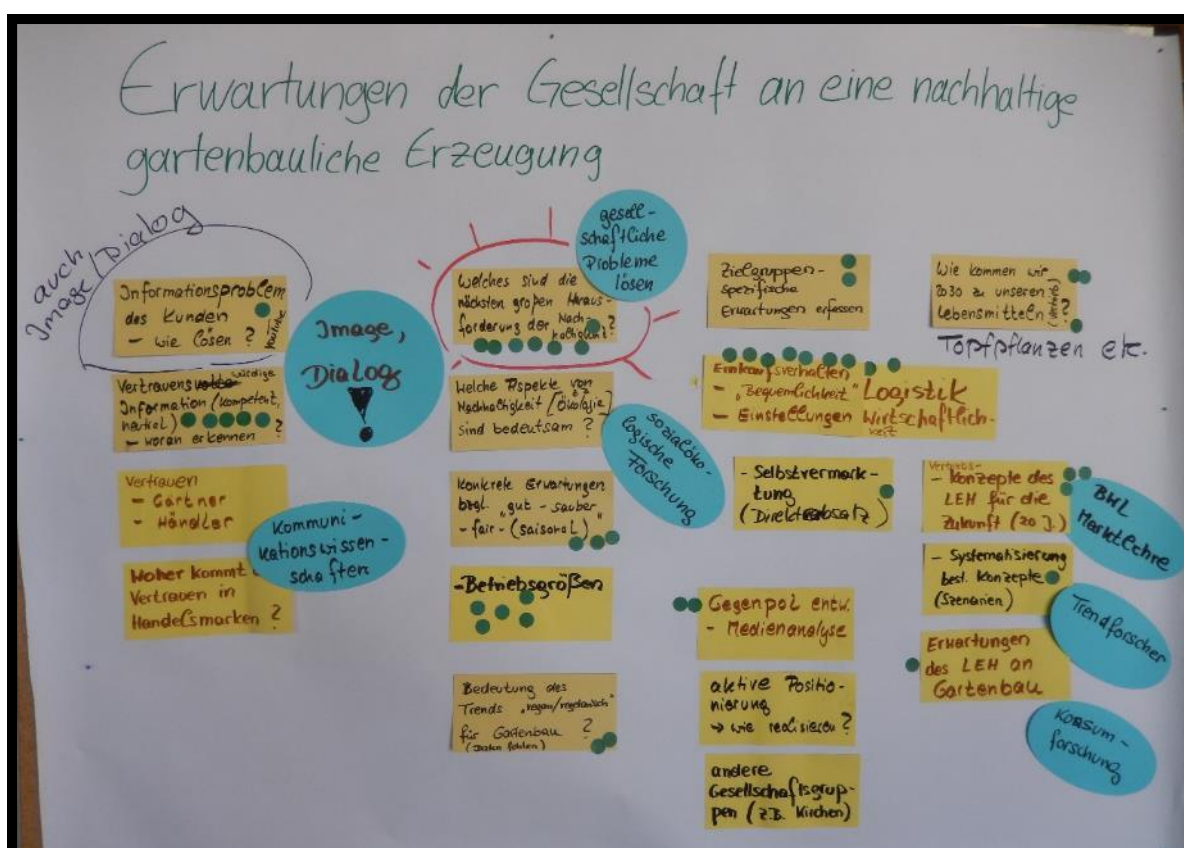 Erwartungen der Gesellschaft an eine nachhaltige
gartenbauliche Erzeugung
auch
Image/Dialog
Informationsproblem
des Kunden
- wie lösen ?
Youtube
Vertrauenswürdige
Information (kompetent,
neutral) ?
- woran erkennen
Vertrauen
- Gärtner
- Händler
Woher kommt
Vertrauen in
Handelsmarken ?
Image,
Dialog
!
Kommuni-
kationswissen-
schaften
gesell-
schaftliche
Probleme
lösen
Welches sind die
nächsten großen Heraus-
forderung der Nach-
haltigkeit ?
Welche Aspekte von
Nachhaltigkeit [Ökologie]
sind bedeutsam ?
Konkrete Erwartungen
bzgl. "gut - sauber"
- fair - (saisonal)
- Betriebsgrößen
Bedeutung des
Trends "vegan/vegetarisch"
für Gartenbau ?
(Daten fehlen)
sozialöko-
logische
Forschung
Zielgruppen-
spezifische
Erwartungen erfassen
Einkaufsverhalten
- "Bequemlichkeit" Logistik
- Einstellungen Wirtschaftlich-
keit
- Selbstvermark-
tung
(Direktabsatz)
Gegenpol entw.
- Medienanalyse
aktive Positio-
nierung
→ wie realisieren ?
andere
Gesellschaftsgrup-
pen (z.B. Kirchen)
Wie kommen wir
2030 zu unseren
Lebensmitteln ?
Topfpflanzen etc.
Vertriebs-
- Konzepte des
LEH für die
Zukunft (20 J.)
- Systematisierung
best. Konzepte
(Szenarien)
Erwartungen
des LEH an
Gartenbau
BWL
Marktlehre
Trendforscher
Konsum-
forschung